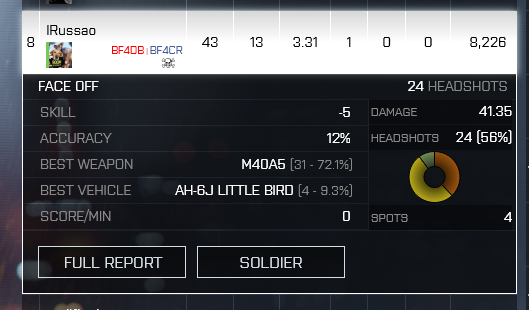 lRussao
8 BF4DB | BF4CR 43 13 3.31 1 0 0 8,226
FACE OFF 24 HEADSHOTS
SKILL -5 DAMAGE 41.35
ACCURACY 12% HEADSHOTS 24 (56%)
BEST WEAPON M40A5 (31 - 72.1%)
BEST VEHICLE AH-6J LITTLE BIRD (4 - 9.3%)
SCORE/MIN 0 SPOTS 4
FULL REPORT SOLDIER